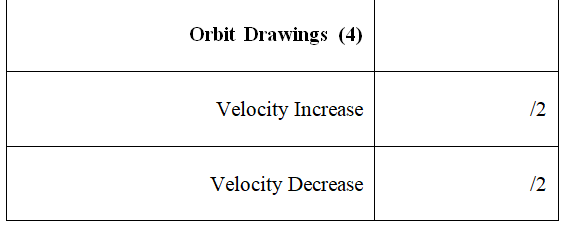 Orbit Drawings (4)
Velocity Increase /2
Velocity Decrease /2